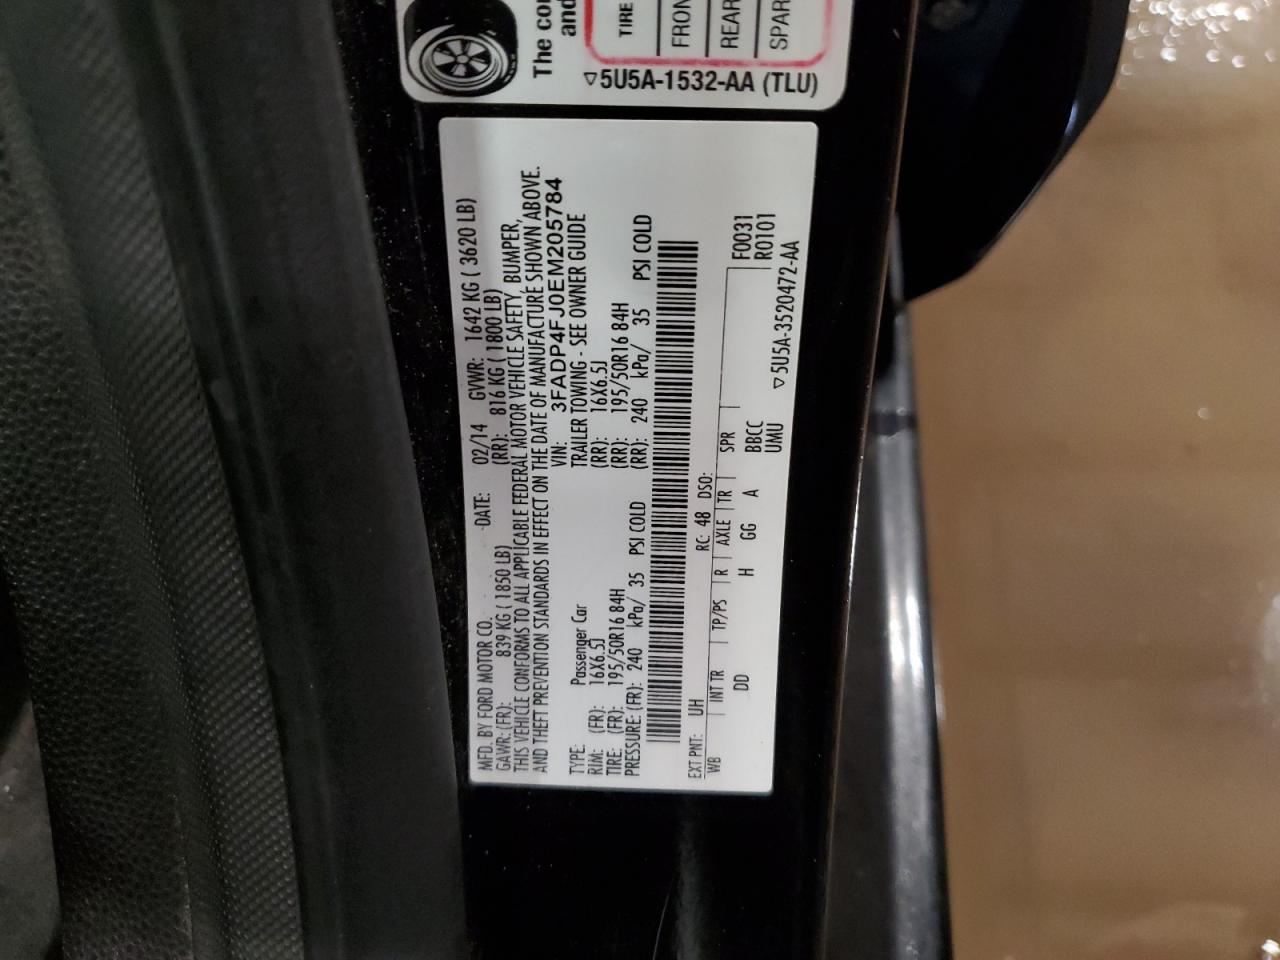 The
and
TIRE
FRON
REAR
SPAR
▽5U5A-1532-AA (TLU)
MFD. BY FORD MOTOR CO. DATE: 02/14 GVWR: 1642 KG ( 3620 LB)
GAWR: (FR): 839 KG ( 1850 LB) (RR): 816 KG ( 1800 LB)
THIS VEHICLE CONFORMS TO ALL APPLICABLE FEDERAL MOTOR VEHICLE SAFETY, BUMPER,
AND THEFT PREVENTION STANDARDS IN EFFECT ON THE DATE OF MANUFACTURE SHOWN ABOVE.
VIN: 3FADP4FJ0EM205784
TYPE: Passenger Car TRAILER TOWING - SEE OWNER GUIDE
RIM: (FR): 16X6.5J (RR): 16X6.5J
TIRE: (FR): 195/50R16 84H (RR): 195/50R16 84H
PRESSURE: (FR): 240 kPa/ 35 PSI COLD (RR): 240 kPa/ 35 PSI COLD
EXT PNT: UH RC: 48 DSO: F0031
WB INT TR TP/PS R AXLE TR SPR R0101
DD H GG A BBCC
UMU ▽5U5A-3520472-AA